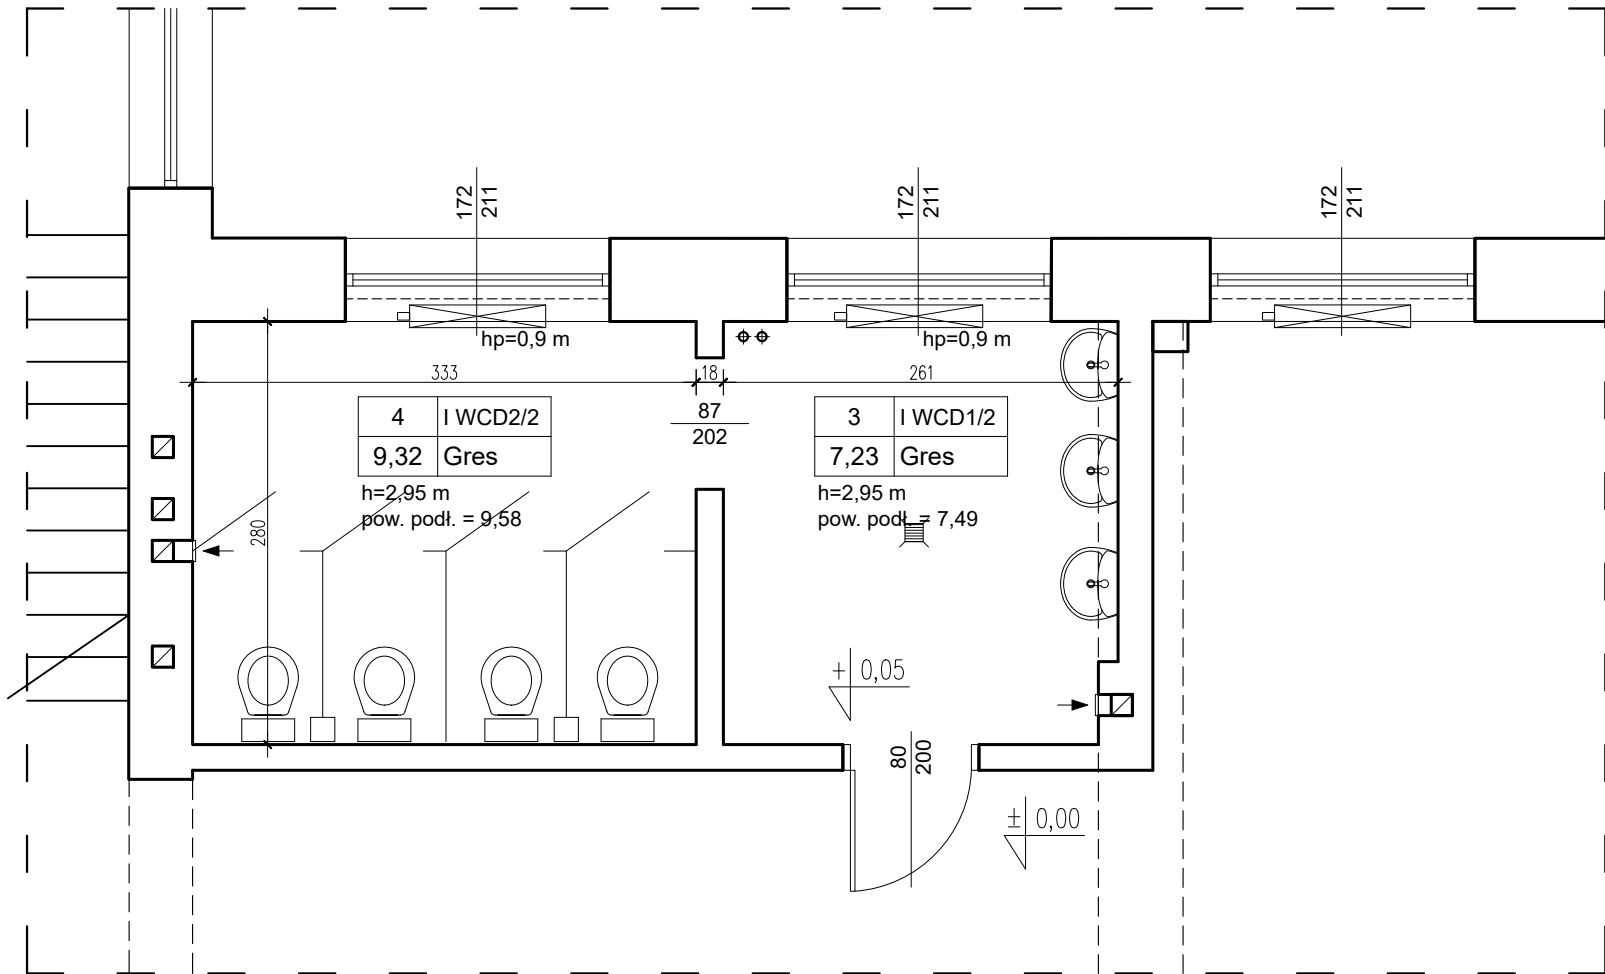 172
211
172
211
172
211
hp=0,9 m
hp=0,9 m
333
18
261
87
202
4 I WCD2/2
9,32 Gres
h=2,95 m
pow. podł. = 9,58
3 I WCD1/2
7,23 Gres
h=2,95 m
pow. podł. = 7,49
280
+ 0,05
80
200
± 0,00